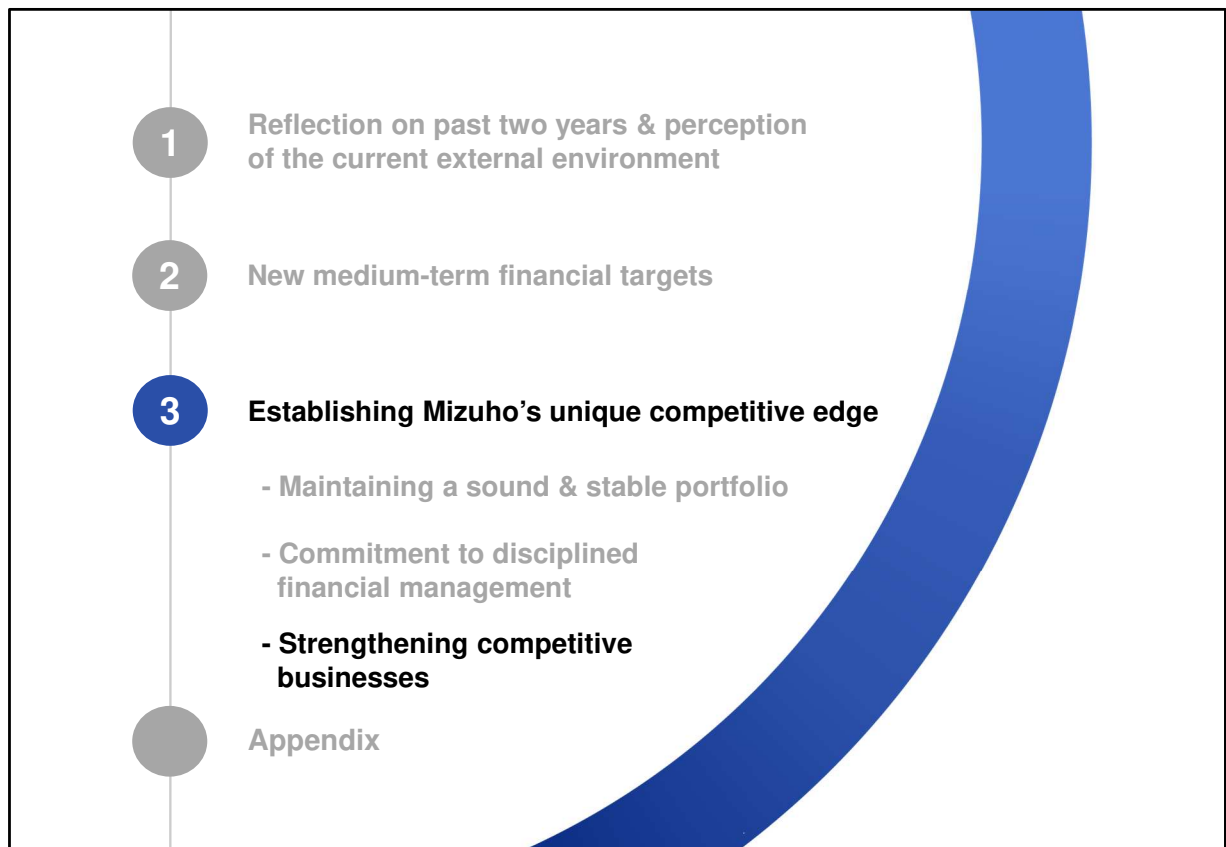 1
Reflection on past two years & perception
of the current external environment
2
New medium-term financial targets
3
Establishing Mizuho’s unique competitive edge
- Maintaining a sound & stable portfolio
- Commitment to disciplined
financial management
- Strengthening competitive
businesses
Appendix